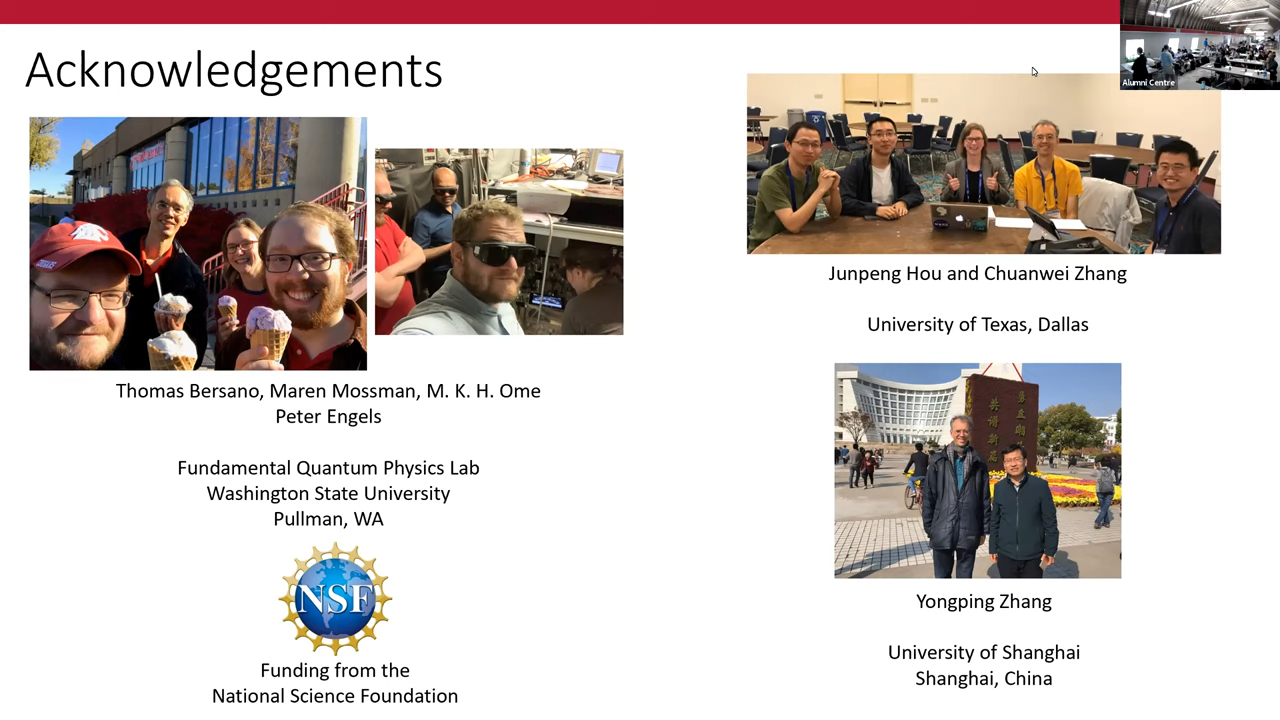 Acknowledgements
Alumni Centre
Thomas Bersano, Maren Mossman, M. K. H. Ome
Peter Engels
Fundamental Quantum Physics Lab
Washington State University
Pullman, WA
NSF
Funding from the
National Science Foundation
Junpeng Hou and Chuanwei Zhang
University of Texas, Dallas
Yongping Zhang
University of Shanghai
Shanghai, China